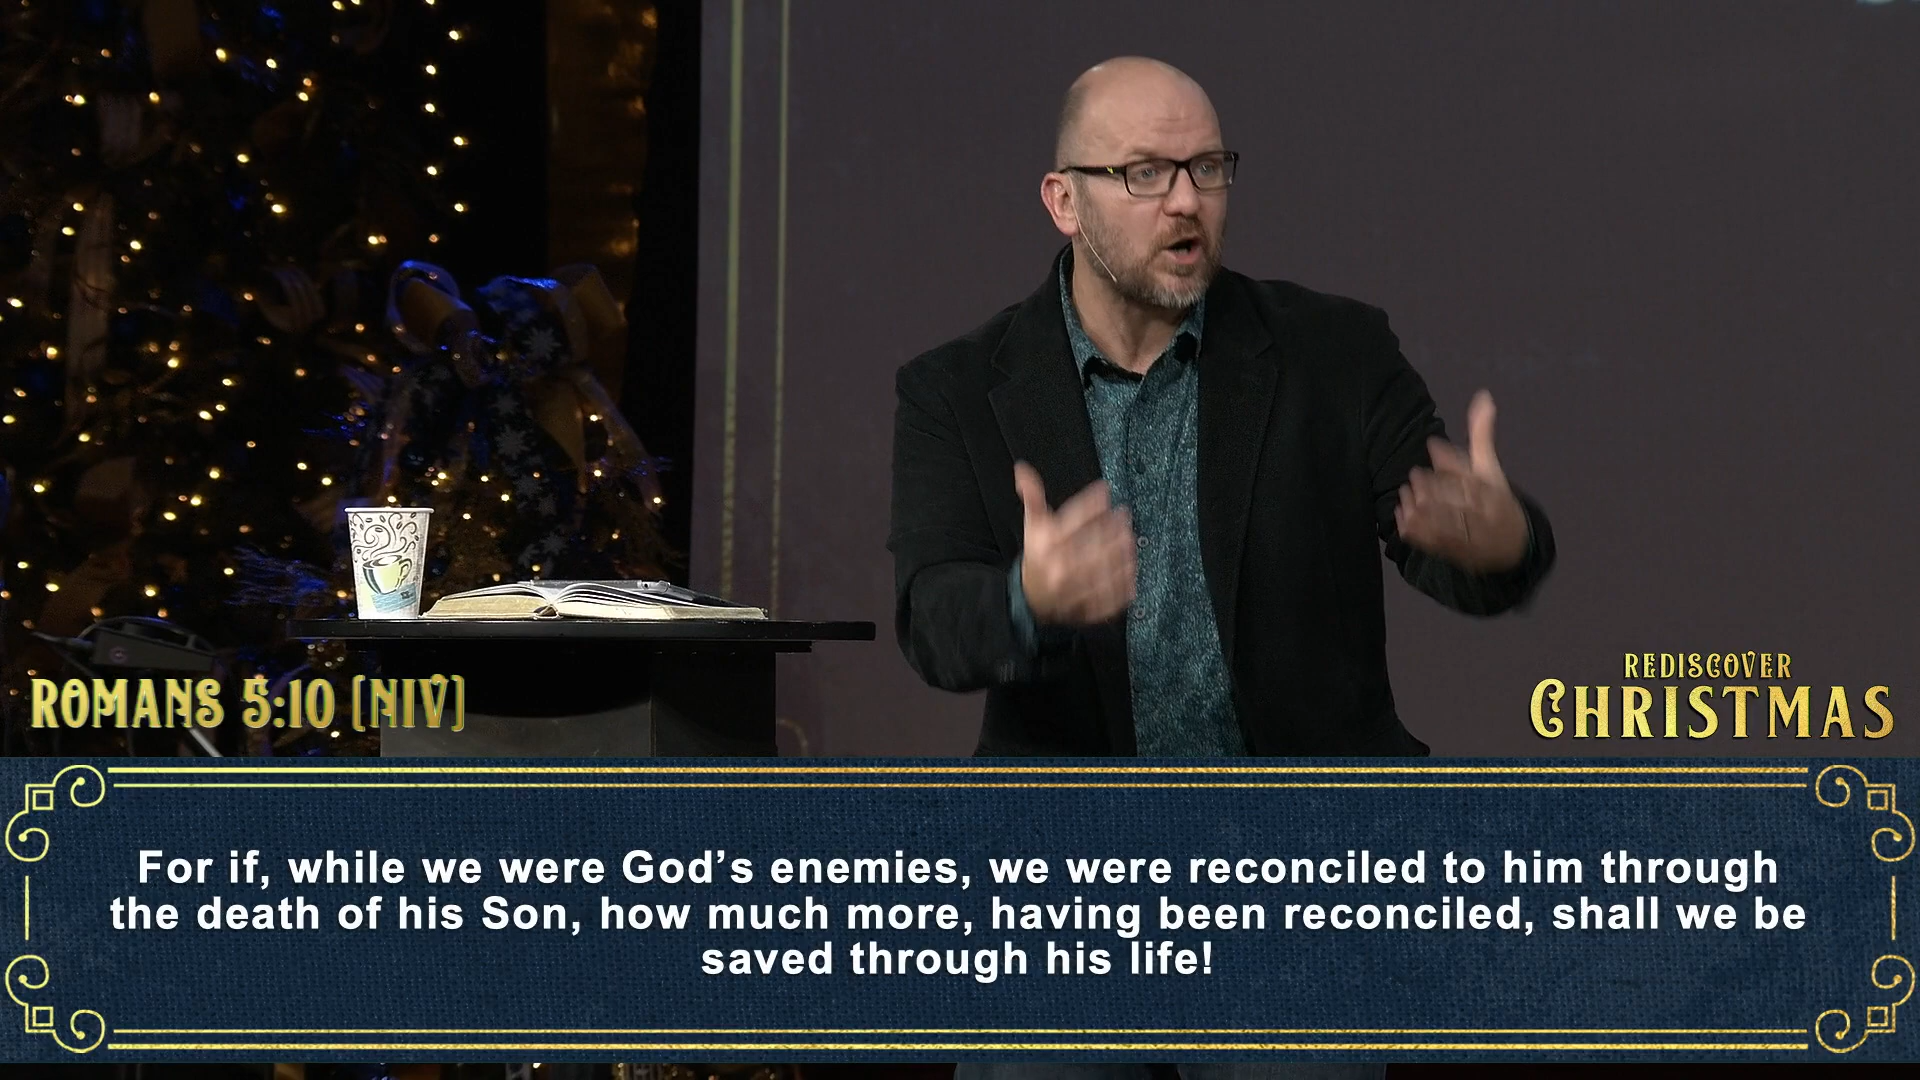 ROMANS 5:10 (NIV)
REDISCOVER
CHRISTMAS
For if, while we were God’s enemies, we were reconciled to him through
the death of his Son, how much more, having been reconciled, shall we be
saved through his life!